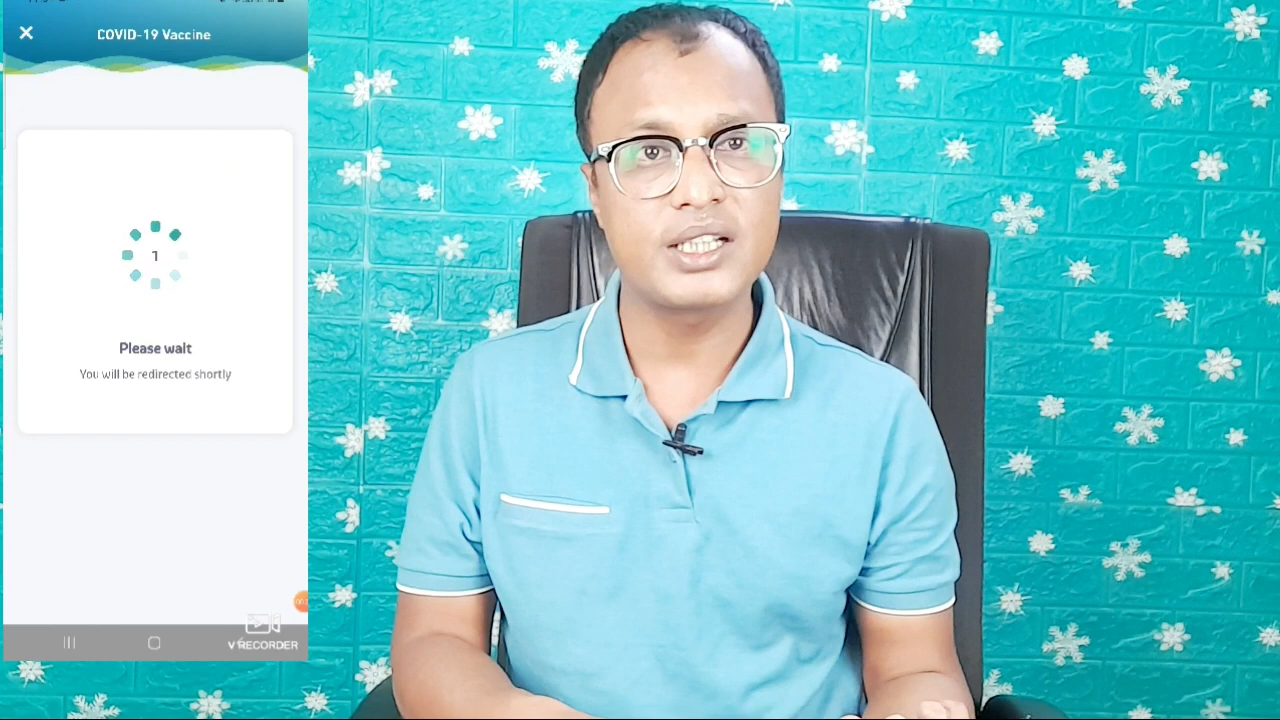 COVID-19 Vaccine
1
Please wait
You will be redirected shortly
V RECORDER